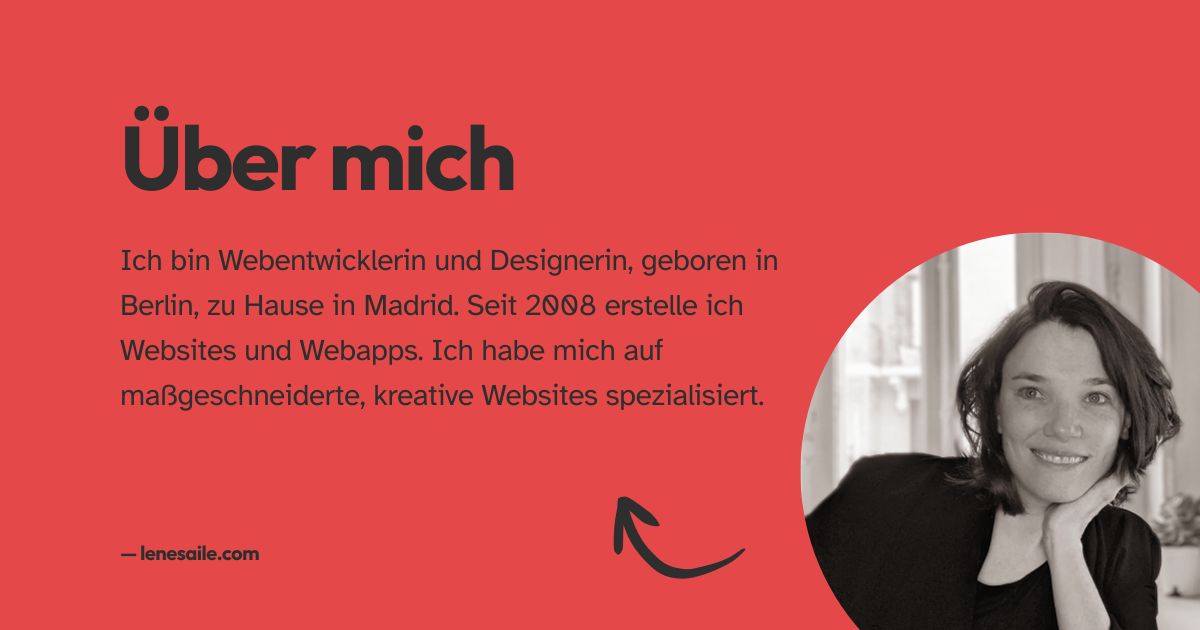 Über mich
Ich bin Webentwicklerin und Designerin, geboren in
Berlin, zu Hause in Madrid. Seit 2008 erstelle ich
Websites und Webapps. Ich habe mich auf
maßgeschneiderte, kreative Websites spezialisiert.
— lenesaile.com